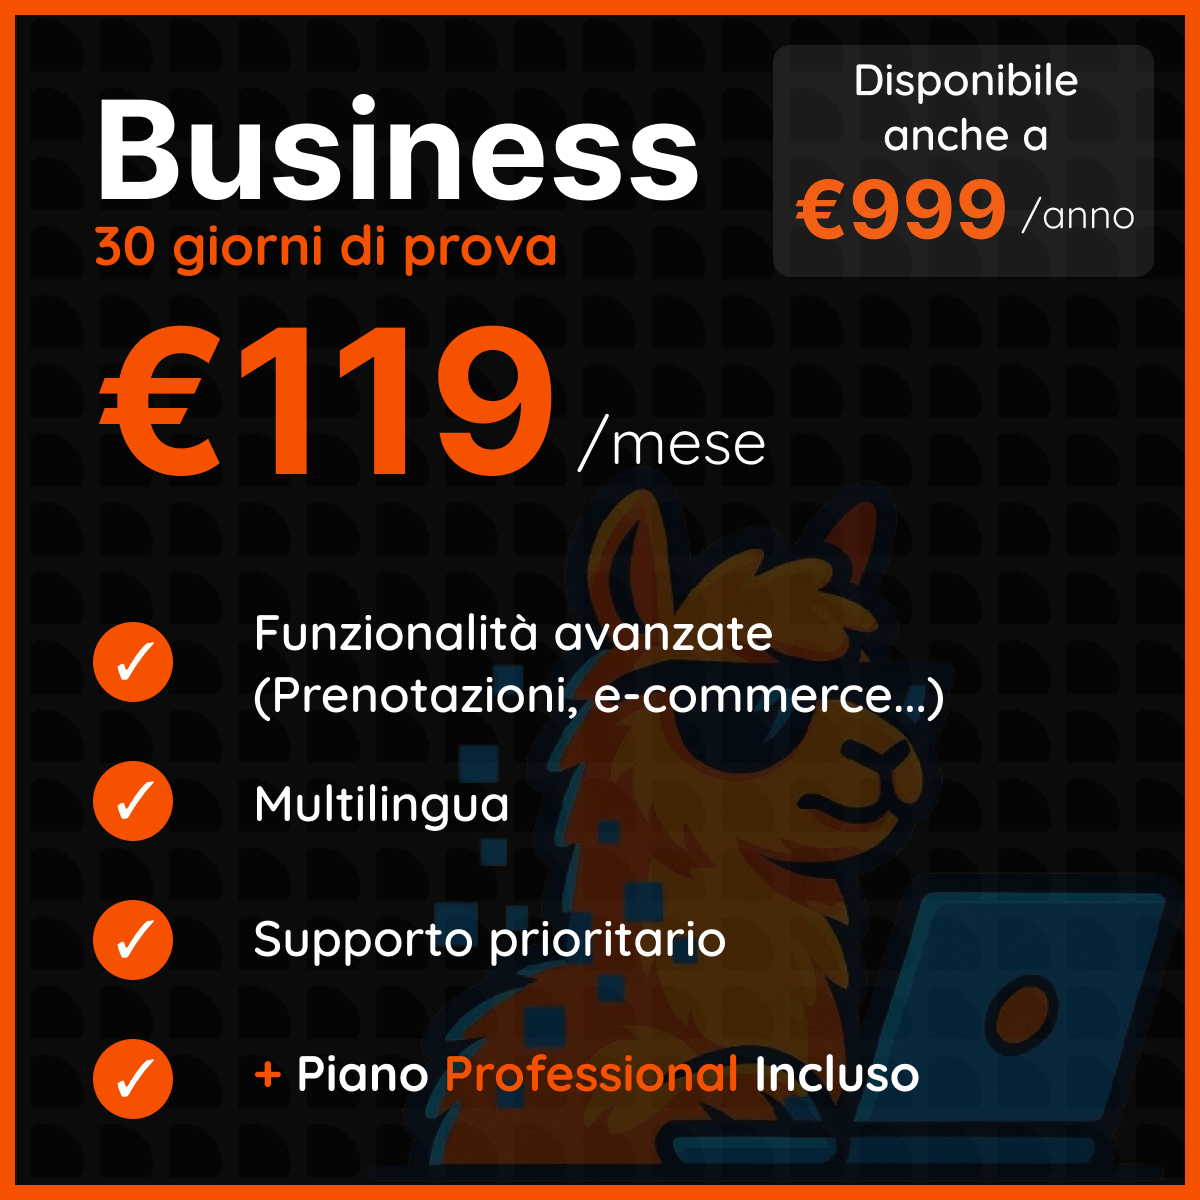 Business
30 giorni di prova
Disponibile
anche a
€999 /anno
€119 /mese
✓ Funzionalità avanzate
(Prenotazioni, e-commerce...)
✓ Multilingua
✓ Supporto prioritario
✓ + Piano Professional Incluso